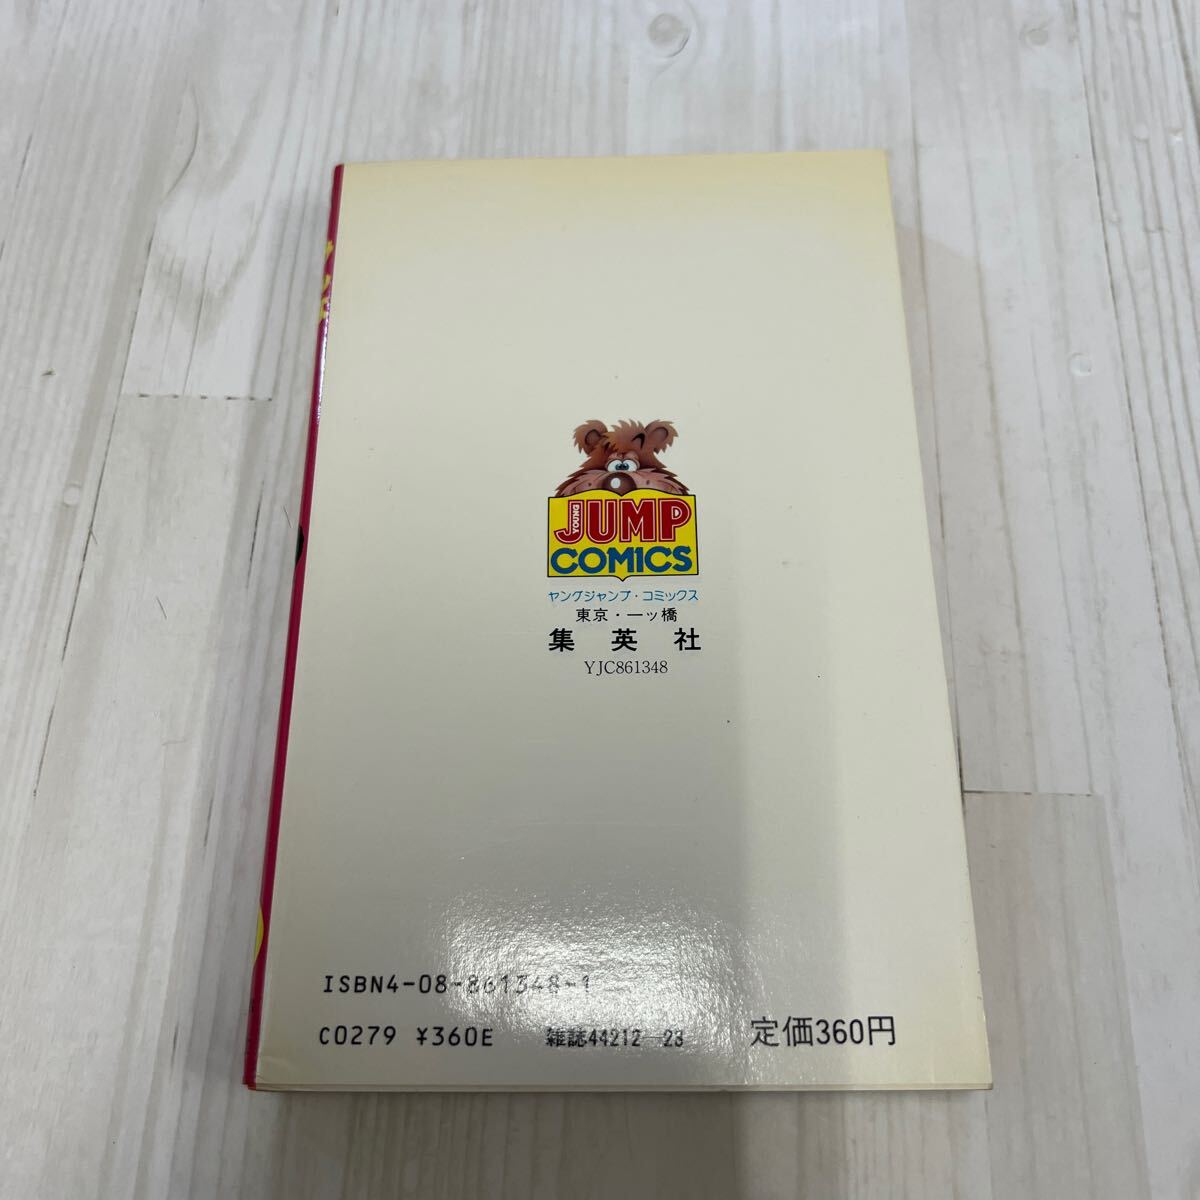 YOUNG
JUMP
COMICS
ヤングジャンプ・コミックス
東京・一ッ橋
集英社
YJC861348
ISBN4-08-861348-1
C0279 ¥360E 雑誌44212-23 定価360円